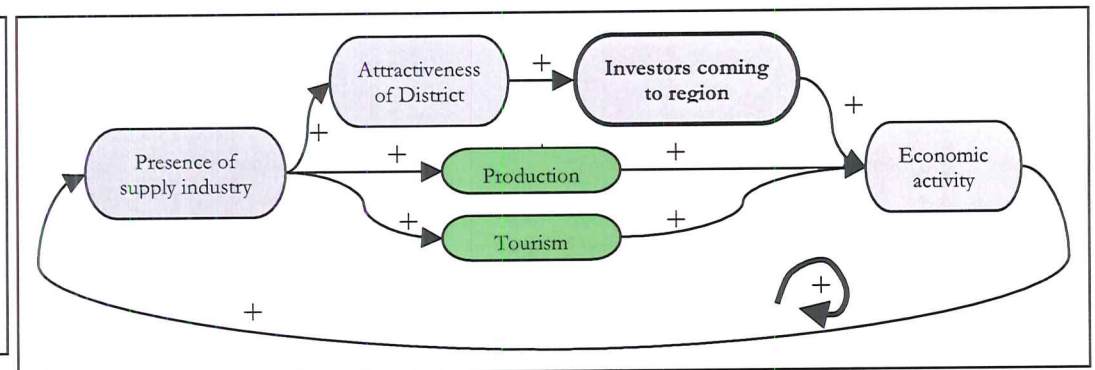 Attractiveness
of District
+
Investors coming
to region
+
+
Presence of
supply industry
+
Production
+
Economic
activity
+
Tourism
+
+
+